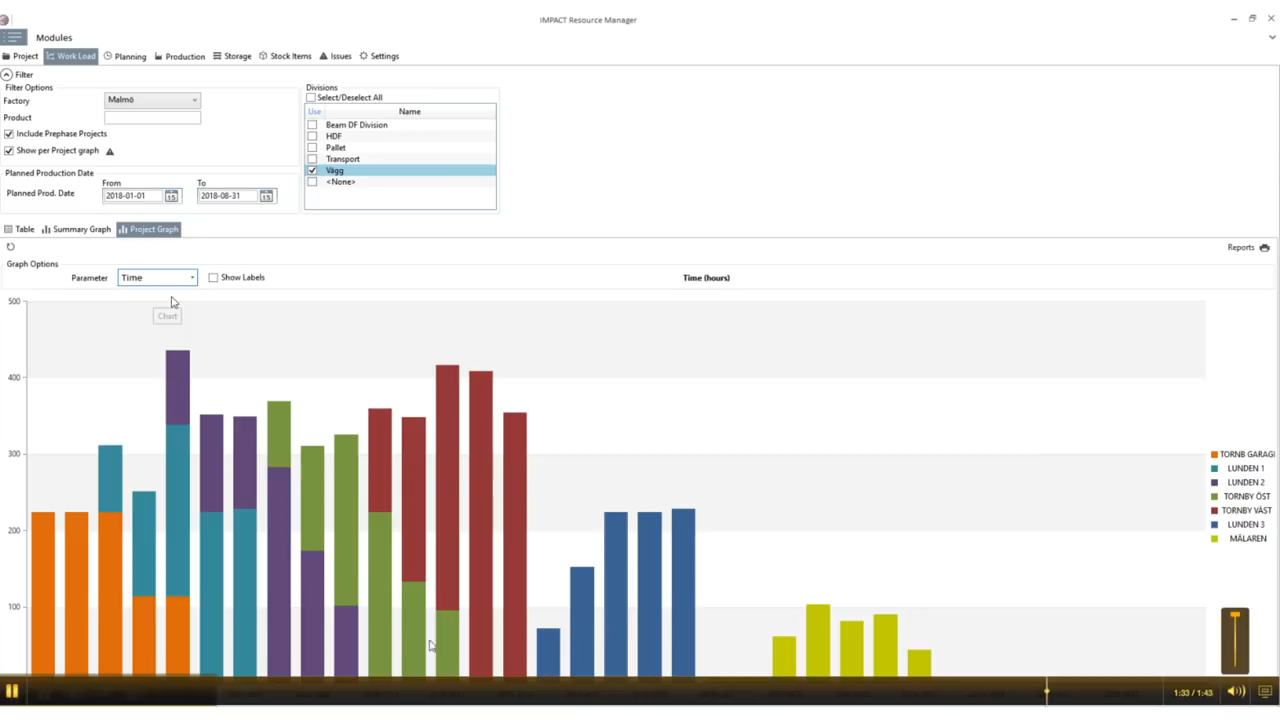 IMPACT Resource Manager
Modules
Project Work Load Planning Production Storage Stock Items Issues Settings
Filter
Filter Options
Factory Malmö
Product
Include Prephase Projects
Show per Project graph
Planned Production Date
From To
Planned Prod. Date 2018-01-01 15 2018-08-31 15
Divisions
Select/Deselect All
Use Name
Beam DF Division
HDF
Pallet
Transport
Vägg
<None>
Table Summary Graph Project Graph
Reports
Graph Options
Parameter Time Show Labels Time (hours)
Chart
500
400
300
200
100
TORNB GARAGI
LUNDEN 1
LUNDEN 2
TORNBY ÖST
TORNBY VÄST
LUNDEN 3
MÄLAREN
1:33 / 1:43